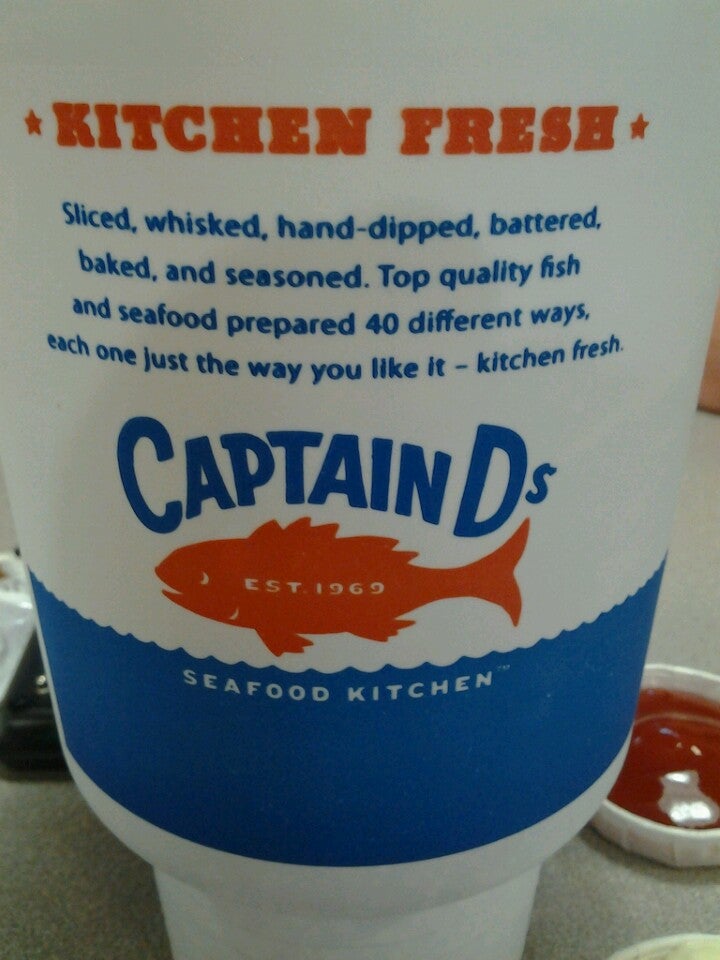 ★ KITCHEN FRESH ★
Sliced, whisked, hand-dipped, battered,
baked, and seasoned. Top quality fish
and seafood prepared 40 different ways,
each one just the way you like it – kitchen fresh.
CAPTAIN Ds
EST. 1969
SEAFOOD KITCHEN™